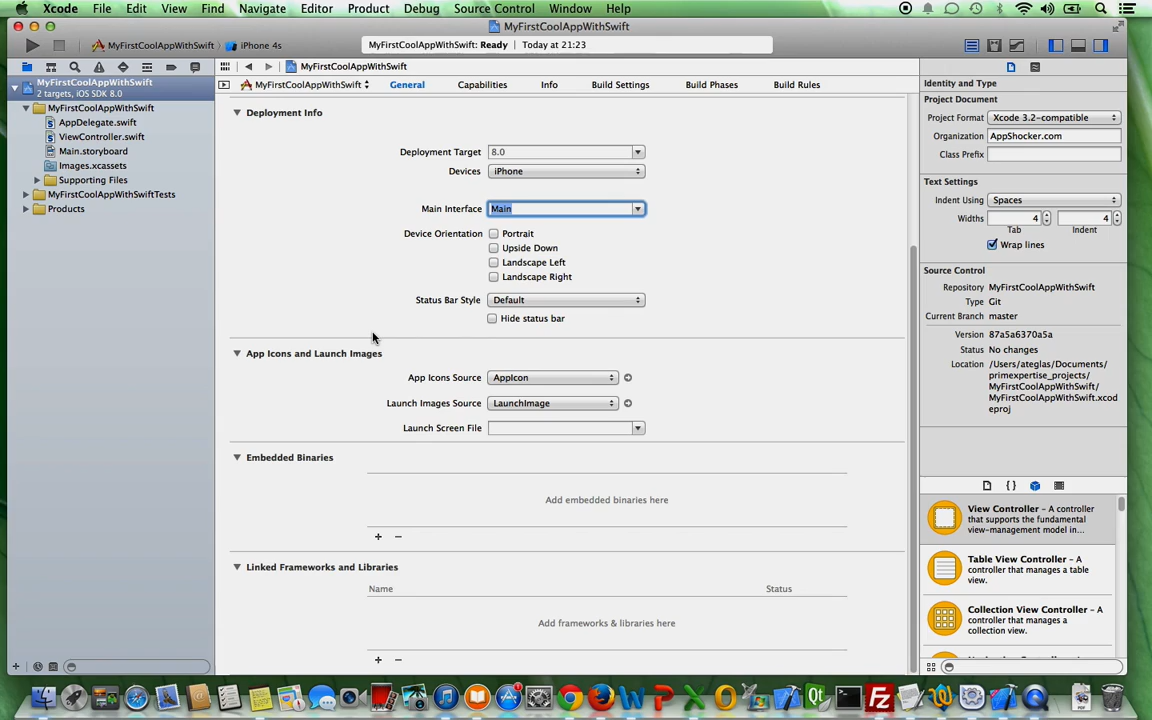 Xcode File Edit View Find Navigate Editor Product Debug Source Control Window Help
MyFirstCoolAppWithSwift
MyFirstCoolAppWithSwift iPhone 4s
MyFirstCoolAppWithSwift: Ready Today at 21:23
MyFirstCoolAppWithSwift
2 targets, iOS SDK 8.0
MyFirstCoolAppWithSwift
AppDelegate.swift
ViewController.swift
Main.storyboard
Images.xcassets
Supporting Files
MyFirstCoolAppWithSwiftTests
Products
MyFirstCoolAppWithSwift
MyFirstCoolAppWithSwift General Capabilities Info Build Settings Build Phases Build Rules
Deployment Info
Deployment Target 8.0
Devices iPhone
Main Interface Main
Device Orientation Portrait
Upside Down
Landscape Left
Landscape Right
Status Bar Style Default
Hide status bar
App Icons and Launch Images
App Icons Source AppIcon
Launch Images Source LaunchImage
Launch Screen File
Embedded Binaries
Add embedded binaries here
Linked Frameworks and Libraries
Name Status
Add frameworks & libraries here
Identity and Type
Project Document
Project Format Xcode 3.2-compatible
Organization AppShocker.com
Class Prefix
Text Settings
Indent Using Spaces
Widths 4 4
Tab Indent
Wrap lines
Source Control
Repository MyFirstCoolAppWithSwift
Type Git
Current Branch master
Version 87a5a6370a5a
Status No changes
Location /Users/ateglas/Documents/
primexpertise_projects/
MyFirstCoolAppWithSwift/
MyFirstCoolAppWithSwift.xcod
eproj
View Controller – A controller
that supports the fundamental
view-management model in...
Table View Controller – A
controller that manages a table
view.
Collection View Controller – A
controller that manages a
collection view.